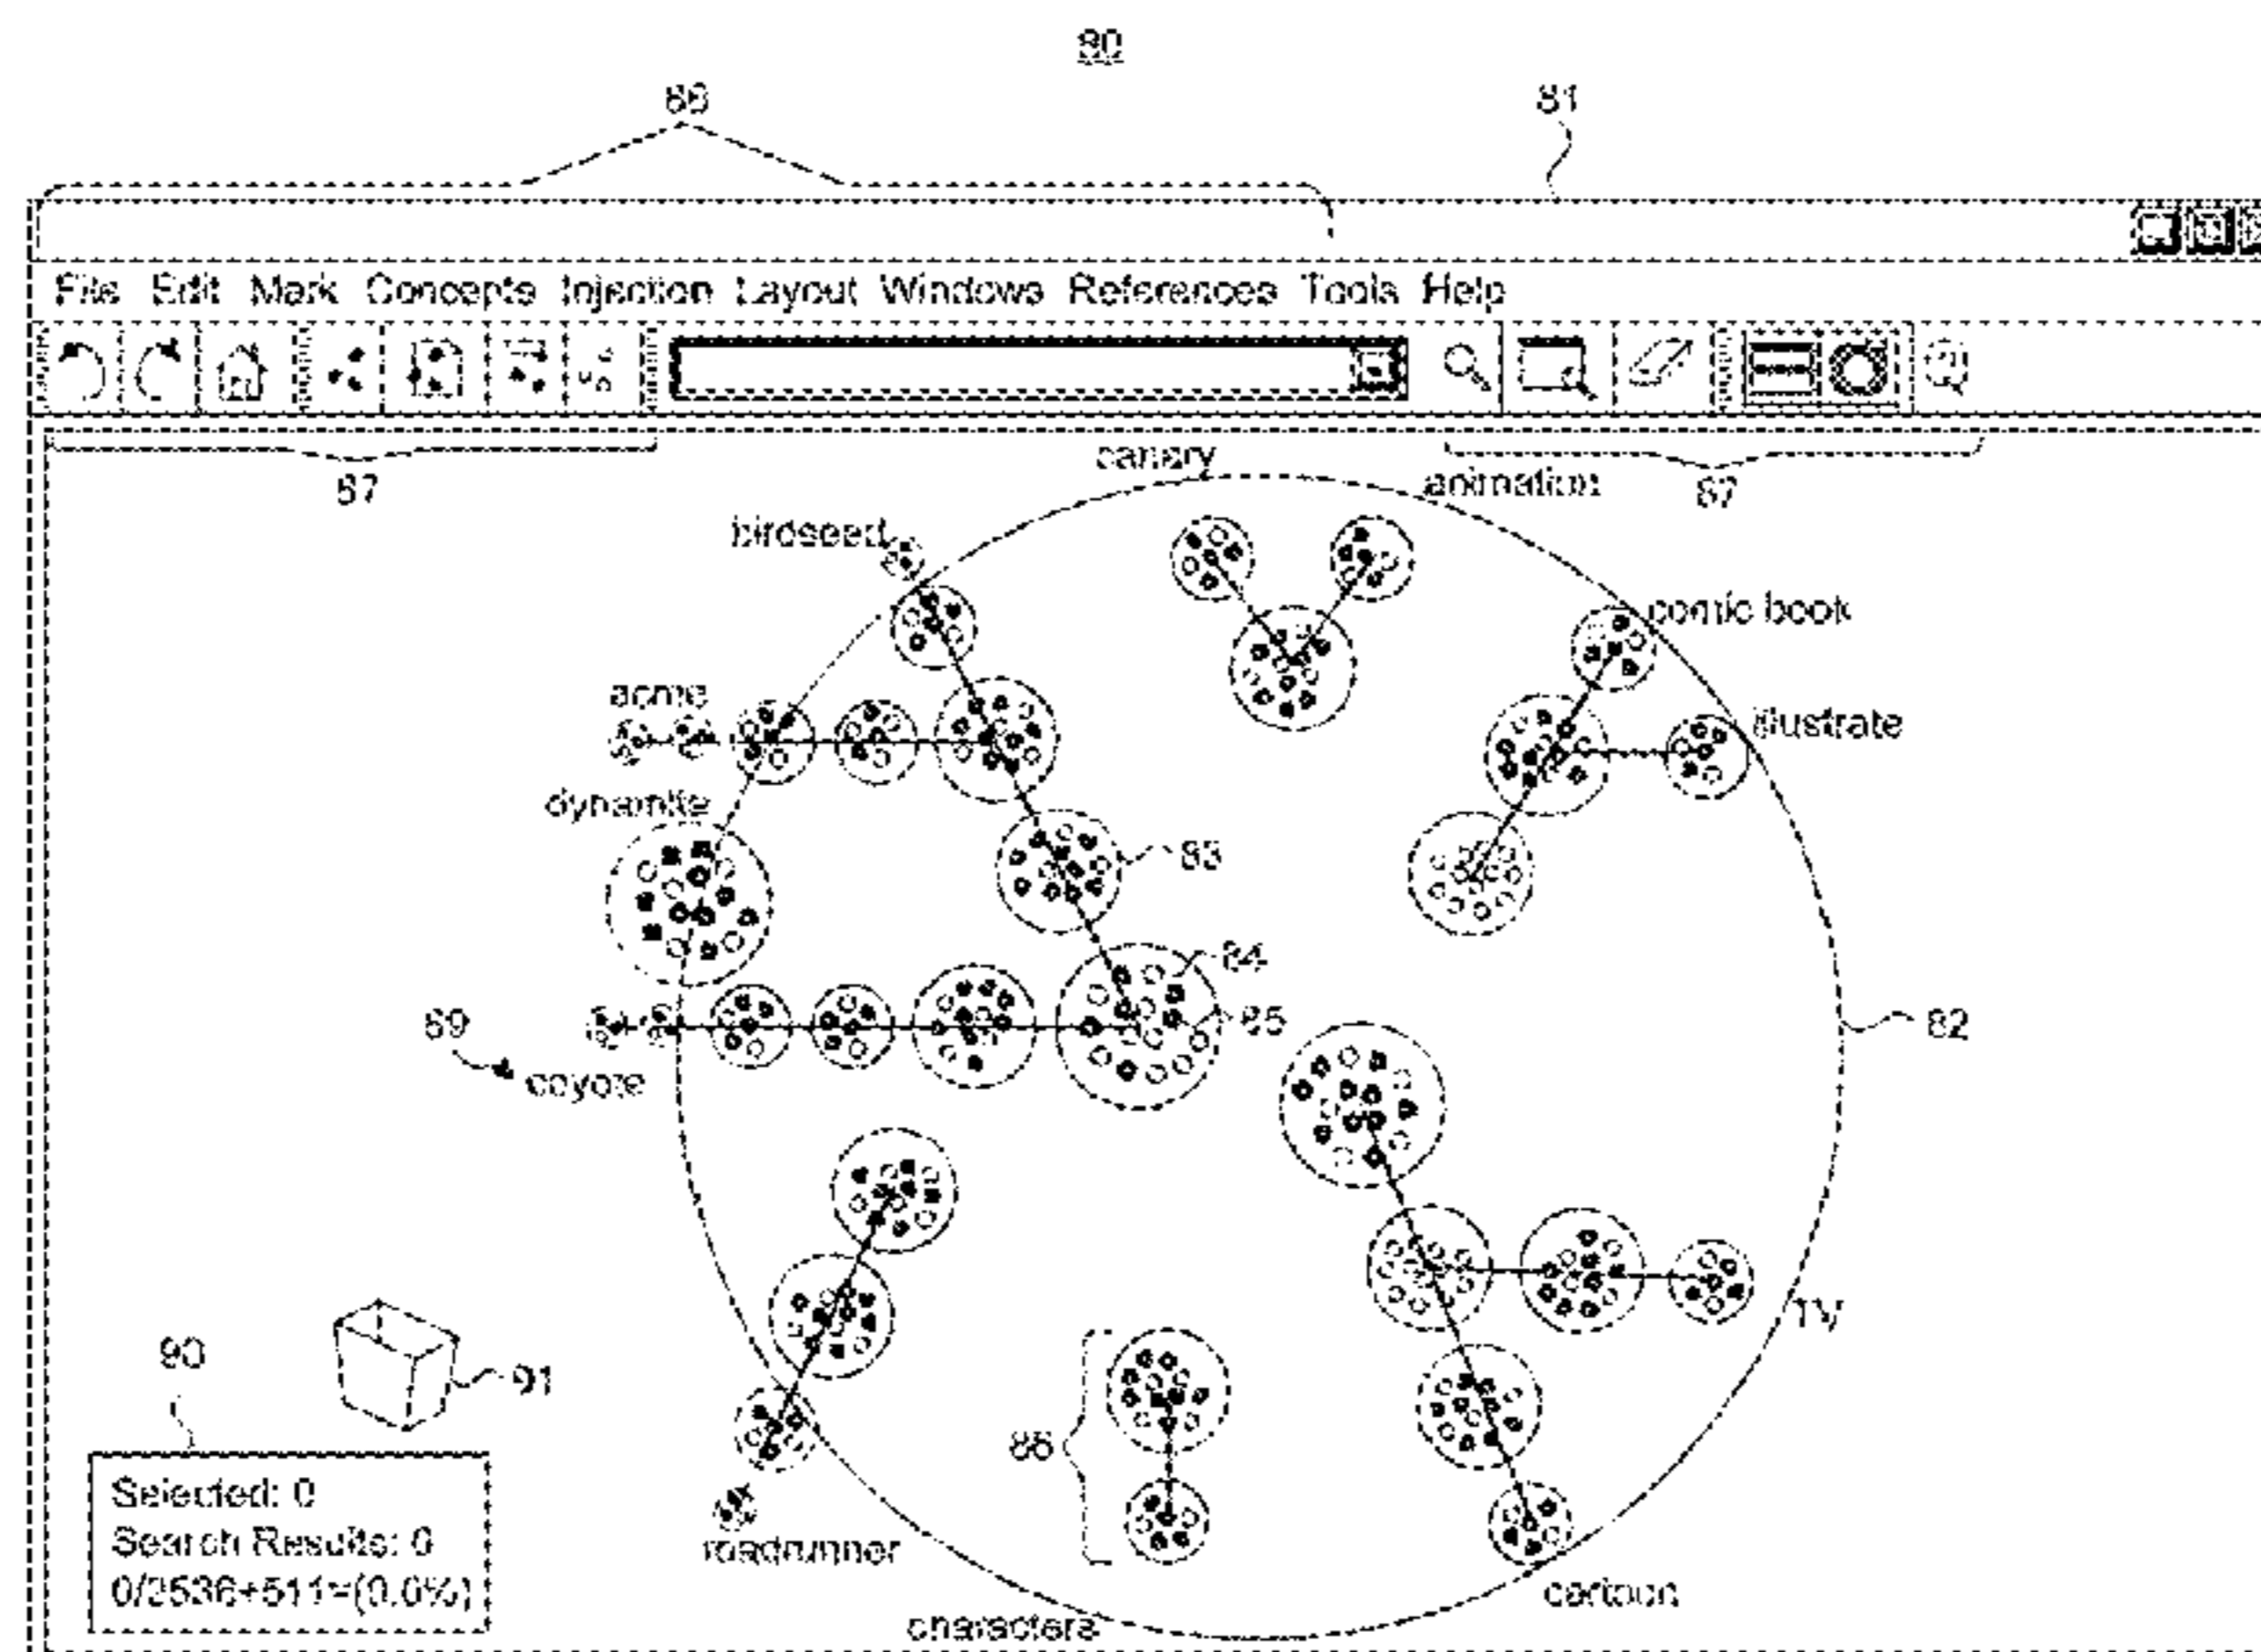 80
88 81
File Edit Mark Concepts Injection Layout Windows References Tools Help
87 canary animation 87
birdseed
comic book
acme
illustrate
dynamite
83
84
89 85 82
coyote
TV
90 91
86
Selected: 0
Search Results: 0
0/2536+511=(0.0%)
roadrunner
cartoon
characters